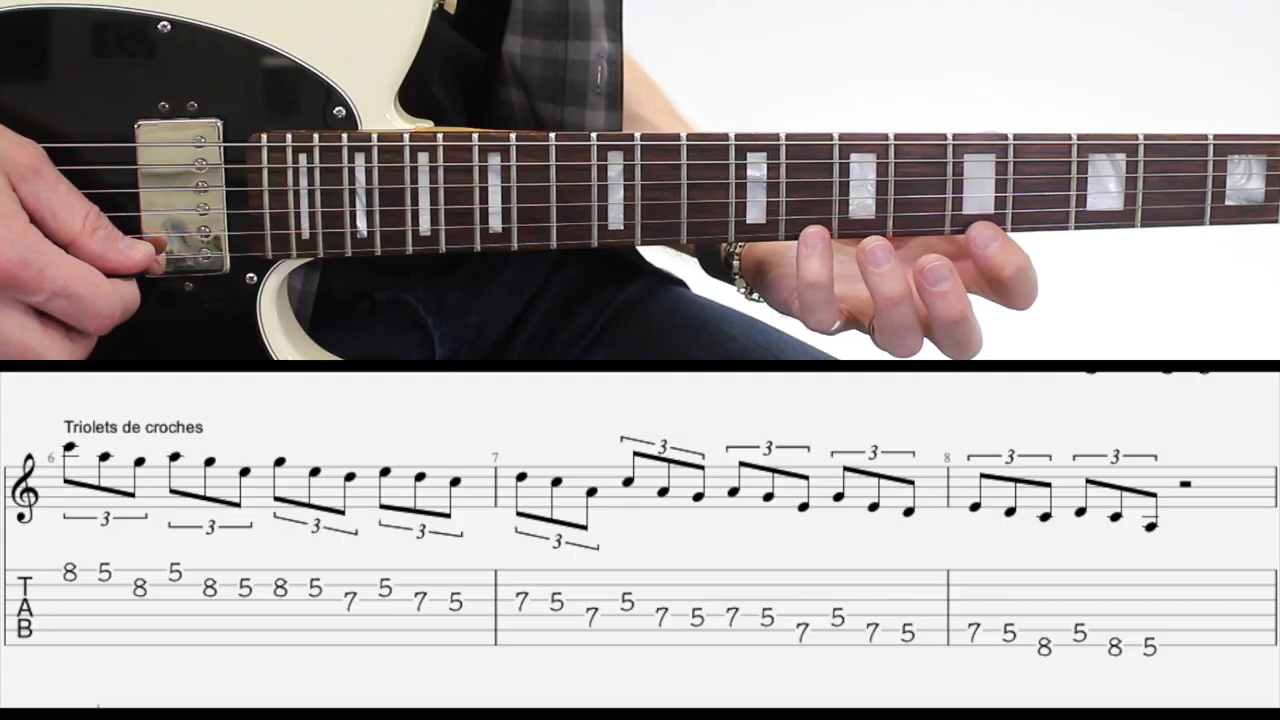 Triolets de croches
6 7 8
3 3 3 3 3 3 3 3 3 3
T 8 5 8 5 8 5 8 5 7 5 7 5 7 5 7 5 7 5 7 5 7 5 7 5 7 5 8 5 8 5
A
B